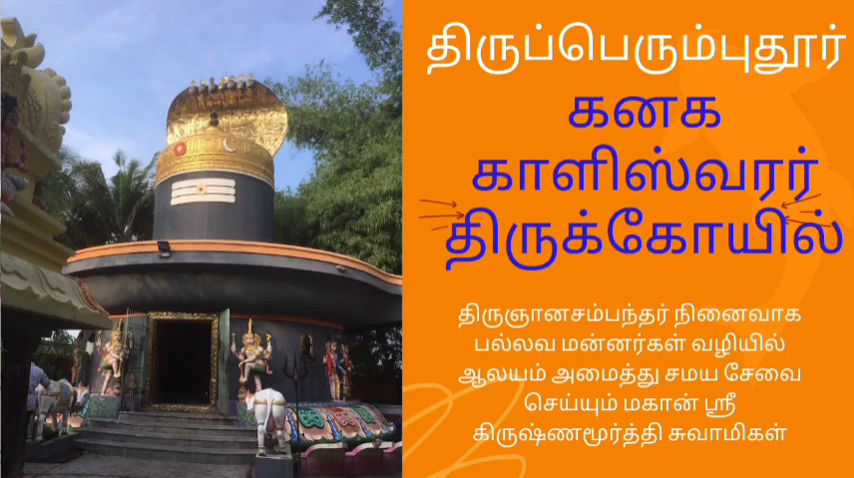 திருப்பெரும்புதூர்
கனக
காளிஸ்வரர்
திருக்கோயில்
திருஞானசம்பந்தர் நினைவாக
பல்லவ மன்னர்கள் வழியில்
ஆலயம் அமைத்து சமய சேவை
செய்யும் மகான் ஸ்ரீ
கிருஷ்ணமூர்த்தி சுவாமிகள்